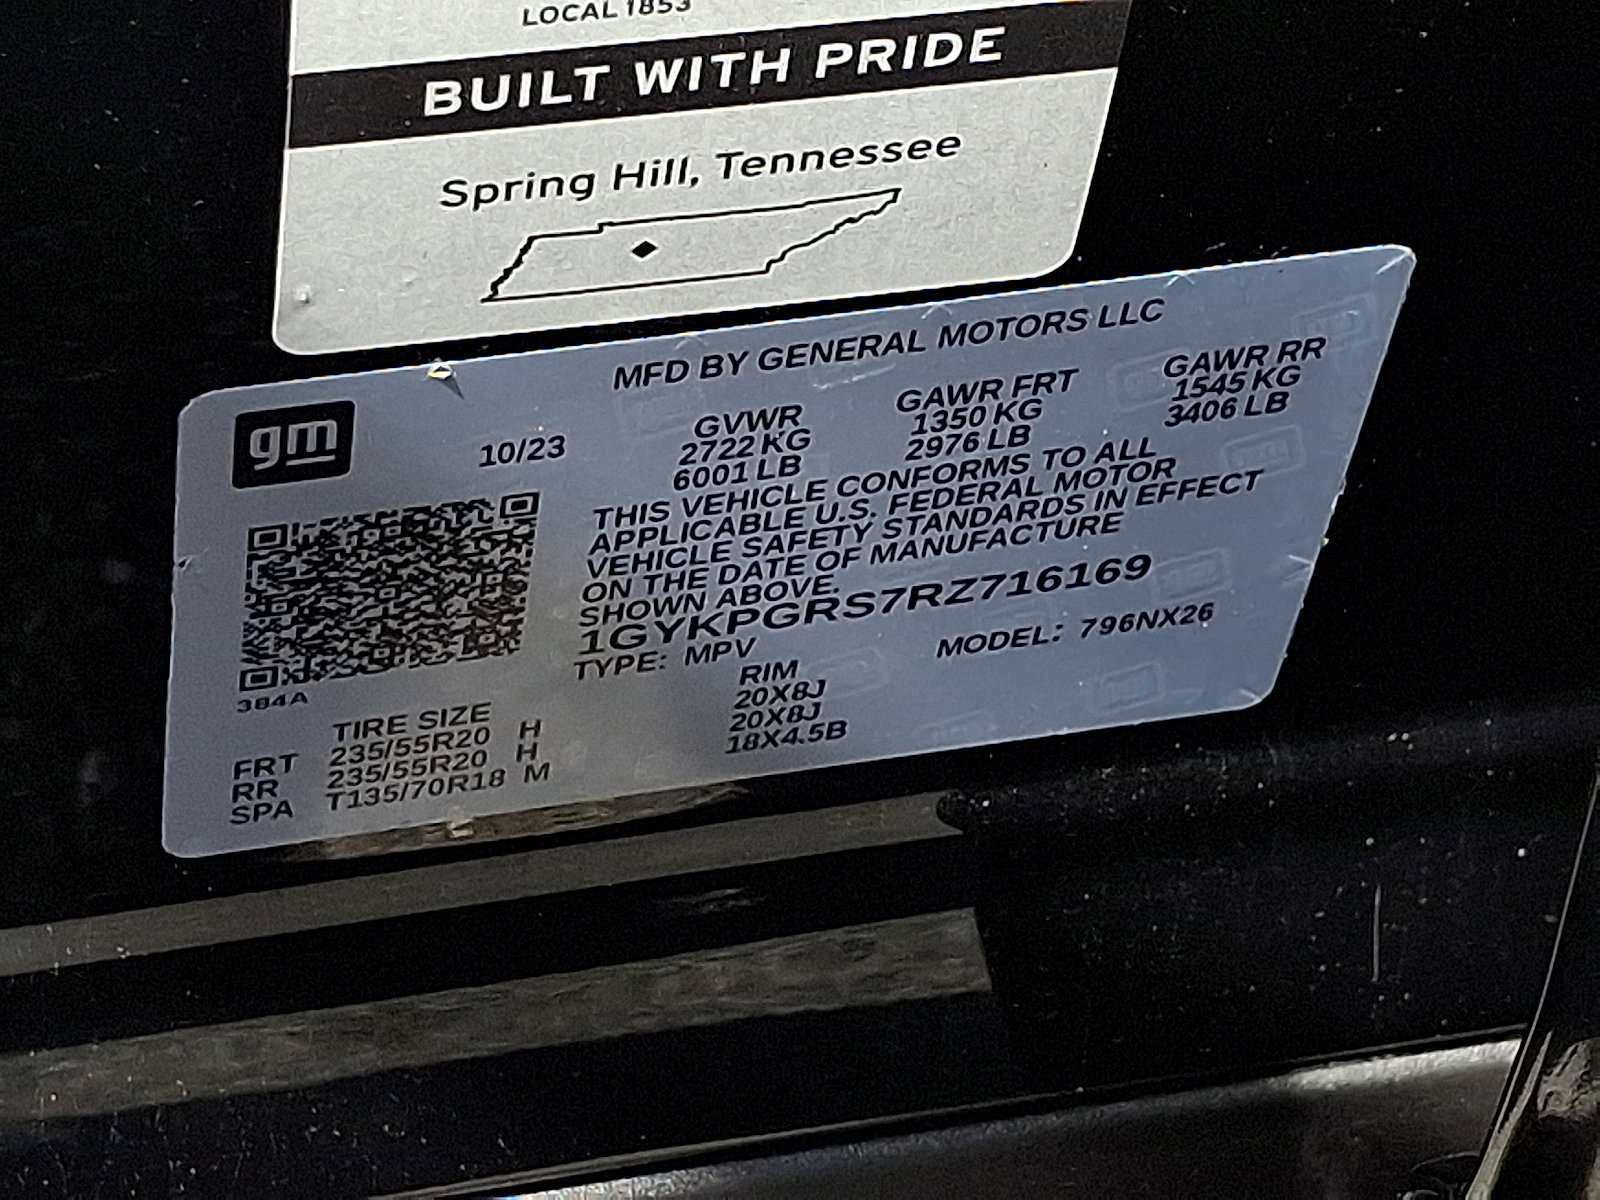 LOCAL 1853
BUILT WITH PRIDE
Spring Hill, Tennessee
MFD BY GENERAL MOTORS LLC
gm
10/23
GVWR GAWR FRT GAWR RR
2722 KG 1350 KG 1545 KG
6001 LB 2976 LB 3406 LB
THIS VEHICLE CONFORMS TO ALL
APPLICABLE U.S. FEDERAL MOTOR
VEHICLE SAFETY STANDARDS IN EFFECT
ON THE DATE OF MANUFACTURE
SHOWN ABOVE.
1GYKPGRS7RZ716169
TYPE: MPV MODEL: 796NX26
384A
TIRE SIZE RIM
FRT 235/55R20 H 20X8J
RR 235/55R20 H 20X8J
SPA T135/70R18 M 18X4.5B